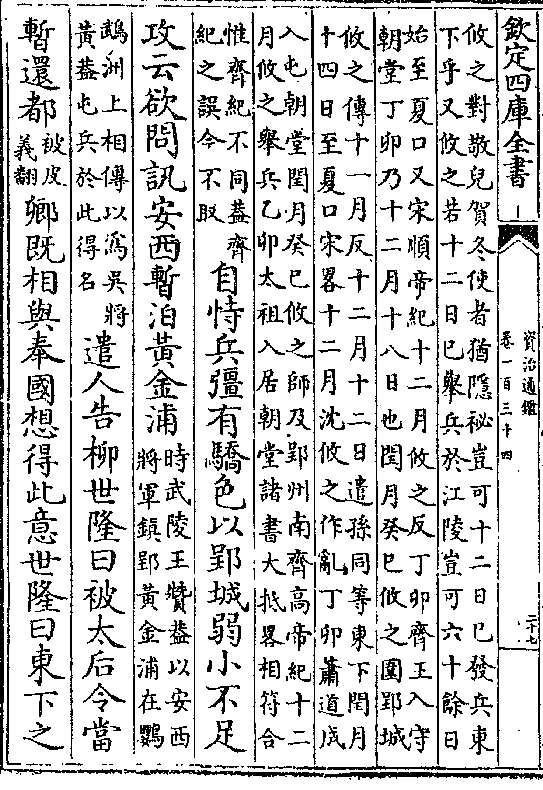 欽定四庫全書
資治通鑑
卷一百三十四
二十七
攸之對敬兒賀冬使者猶隱祕豈可十二日已發兵東
下乎又攸之若十二日已舉兵於江陵豈可六十餘日
始至夏口又宋順帝紀十二月攸之反丁卯齊王入守
朝堂丁卯乃十二月十八日也閏月癸巳攸之圍郢城
攸之傳十一月反十二月十二日遣孫同等東下閏月
十四日至夏口宋畧十二月沈攸之作亂丁卯蕭道成
入屯朝堂閏月癸巳攸之師及郢州南齊高帝紀十二
月攸之舉兵乙卯太祖入居朝堂諸書大抵畧相符合
惟齊紀不同葢齊
紀之誤今不取
自恃兵彊有驕色以郢城弱小不足
攻云欲問訊安西暫泊黃金浦
時武陵王贊葢以安西
將軍鎮郢黃金浦在鸚
鵡洲上相傳以爲吳將
黃葢屯兵於此得名
遣人告柳世隆曰被太后令當
暫還都
被皮
義翻
卿既相與奉國想得此意世隆曰東下之